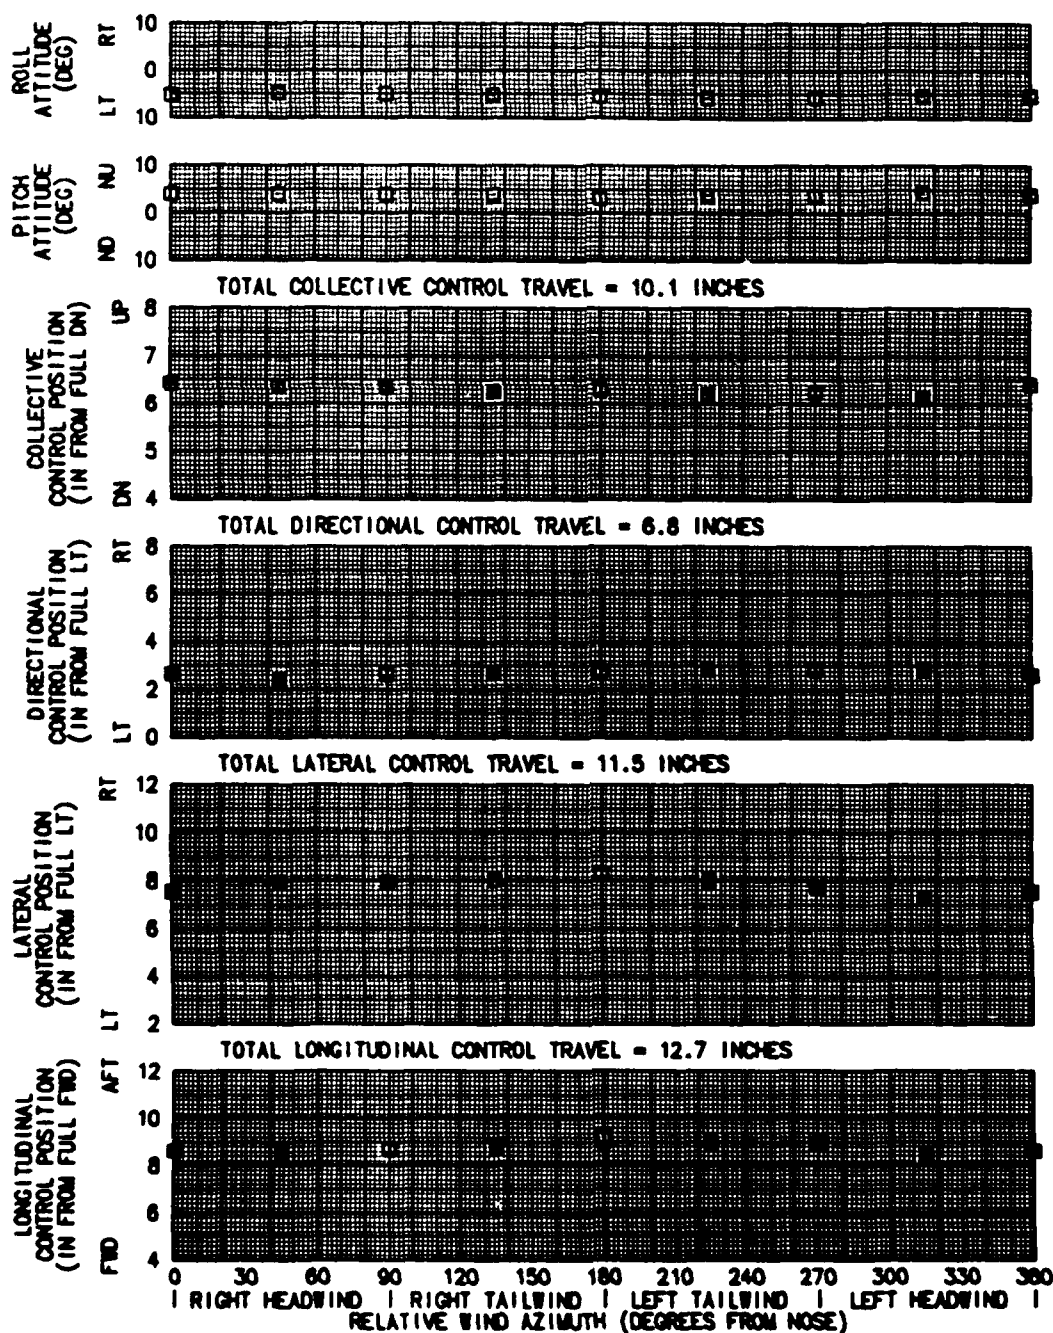 ROLL
ATTITUDE
(DEG)
LT RT
10
0
10
PITCH
ATTITUDE
(DEG)
ND NU
10
0
10
TOTAL COLLECTIVE CONTROL TRAVEL = 10.1 INCHES
COLLECTIVE
CONTROL POSITION
(IN FROM FULL DN)
DN UP
8
7
6
5
4
TOTAL DIRECTIONAL CONTROL TRAVEL = 6.8 INCHES
DIRECTIONAL
CONTROL POSITION
(IN FROM FULL LT)
LT RT
8
6
4
2
0
TOTAL LATERAL CONTROL TRAVEL = 11.5 INCHES
LATERAL
CONTROL POSITION
(IN FROM FULL LT)
LT RT
12
10
8
6
4
2
TOTAL LONGITUDINAL CONTROL TRAVEL = 12.7 INCHES
LONGITUDINAL
CONTROL POSITION
(IN FROM FULL FWD)
FWD AFT
12
10
8
6
4
0 30 60 90 120 150 180 210 240 270 300 330 360
| RIGHT HEADWIND | RIGHT TAILWIND | LEFT TAILWIND | LEFT HEADWIND |
RELATIVE WIND AZIMUTH (DEGREES FROM NOSE)